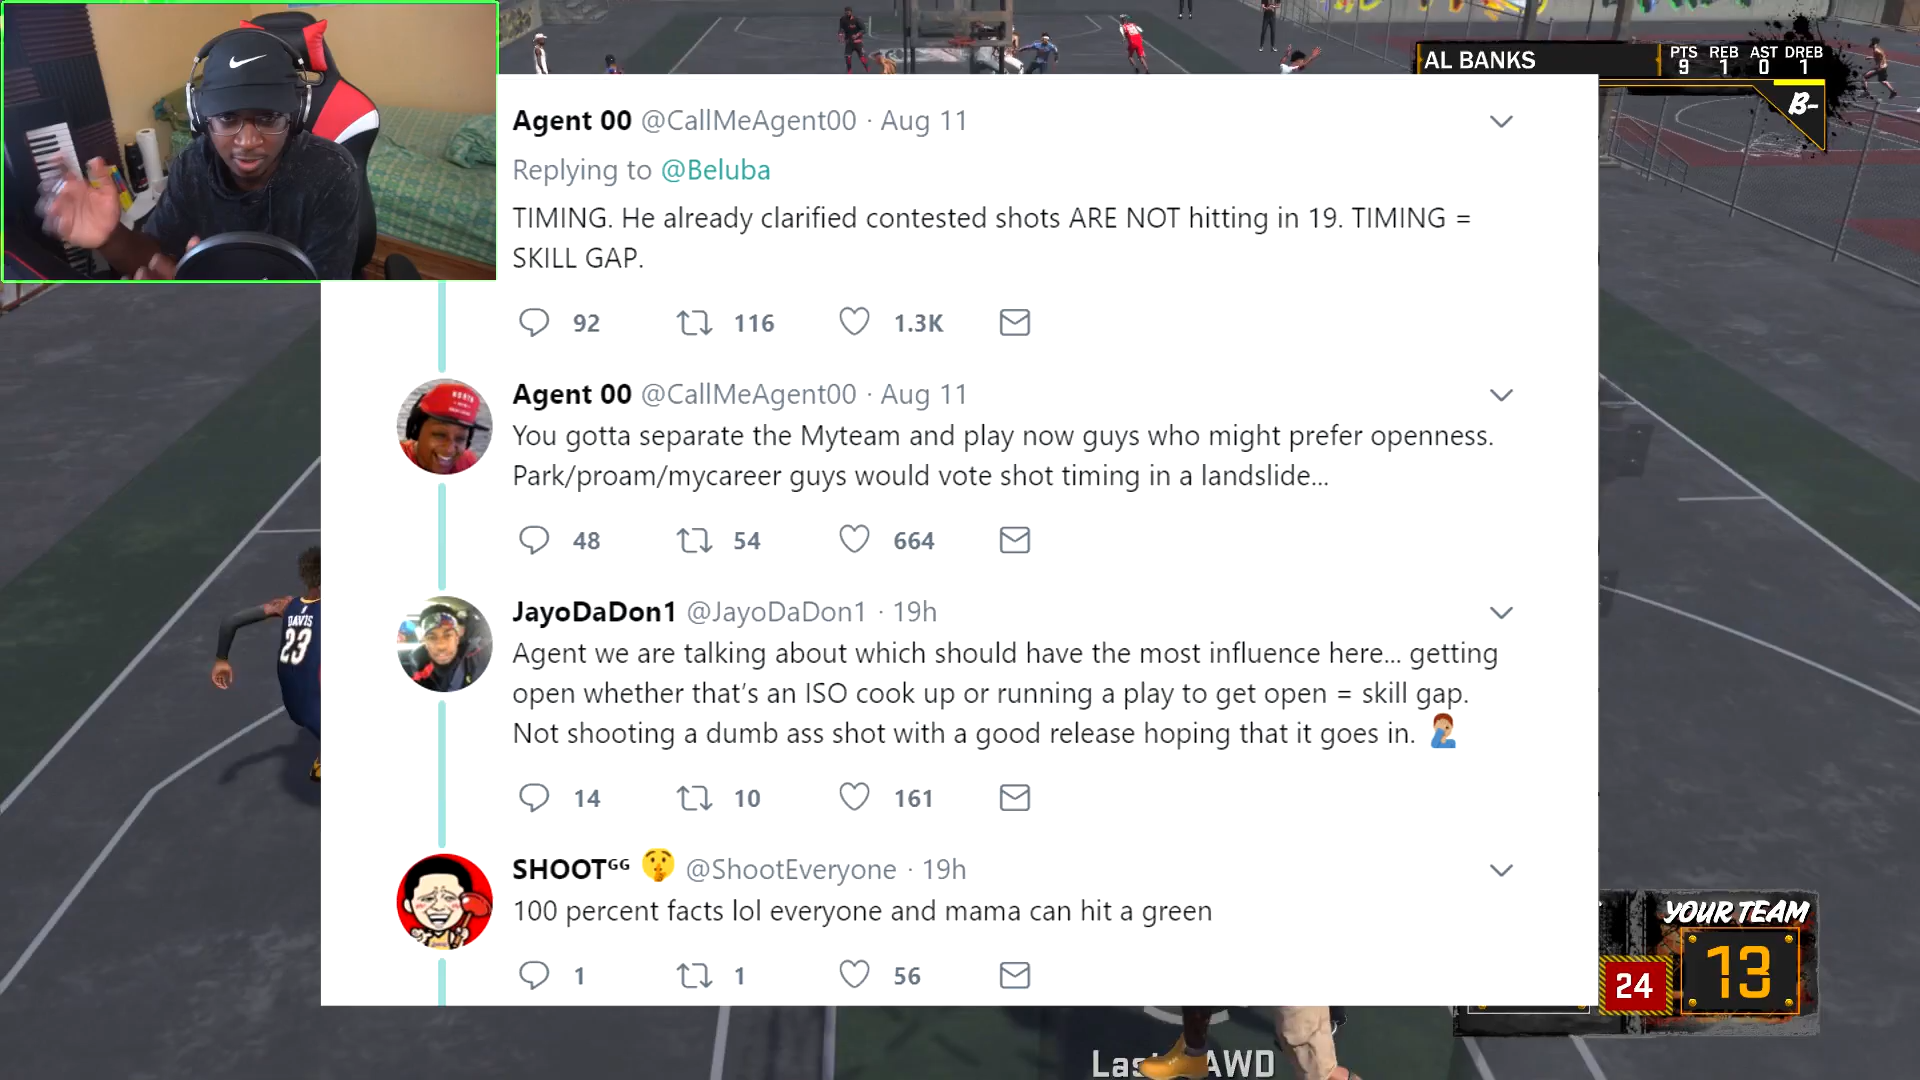 AL BANKS
PTS REB AST DREB
9 1 0 1
B-
Agent 00 @CallMeAgent00 · Aug 11
Replying to @Beluba
TIMING. He already clarified contested shots ARE NOT hitting in 19. TIMING =
SKILL GAP.
92 116 1.3K
Agent 00 @CallMeAgent00 · Aug 11
You gotta separate the Myteam and play now guys who might prefer openness.
Park/proam/mycareer guys would vote shot timing in a landslide...
48 54 664
JayoDaDon1 @JayoDaDon1 · 19h
Agent we are talking about which should have the most influence here... getting
open whether that’s an ISO cook up or running a play to get open = skill gap.
Not shooting a dumb ass shot with a good release hoping that it goes in. 🤦🏽‍♂️
14 10 161
SHOOTᴳᴳ 🤫 @ShootEveryone · 19h
100 percent facts lol everyone and mama can hit a green
1 1 56
DAVIS
23
YOUR TEAM
24
13